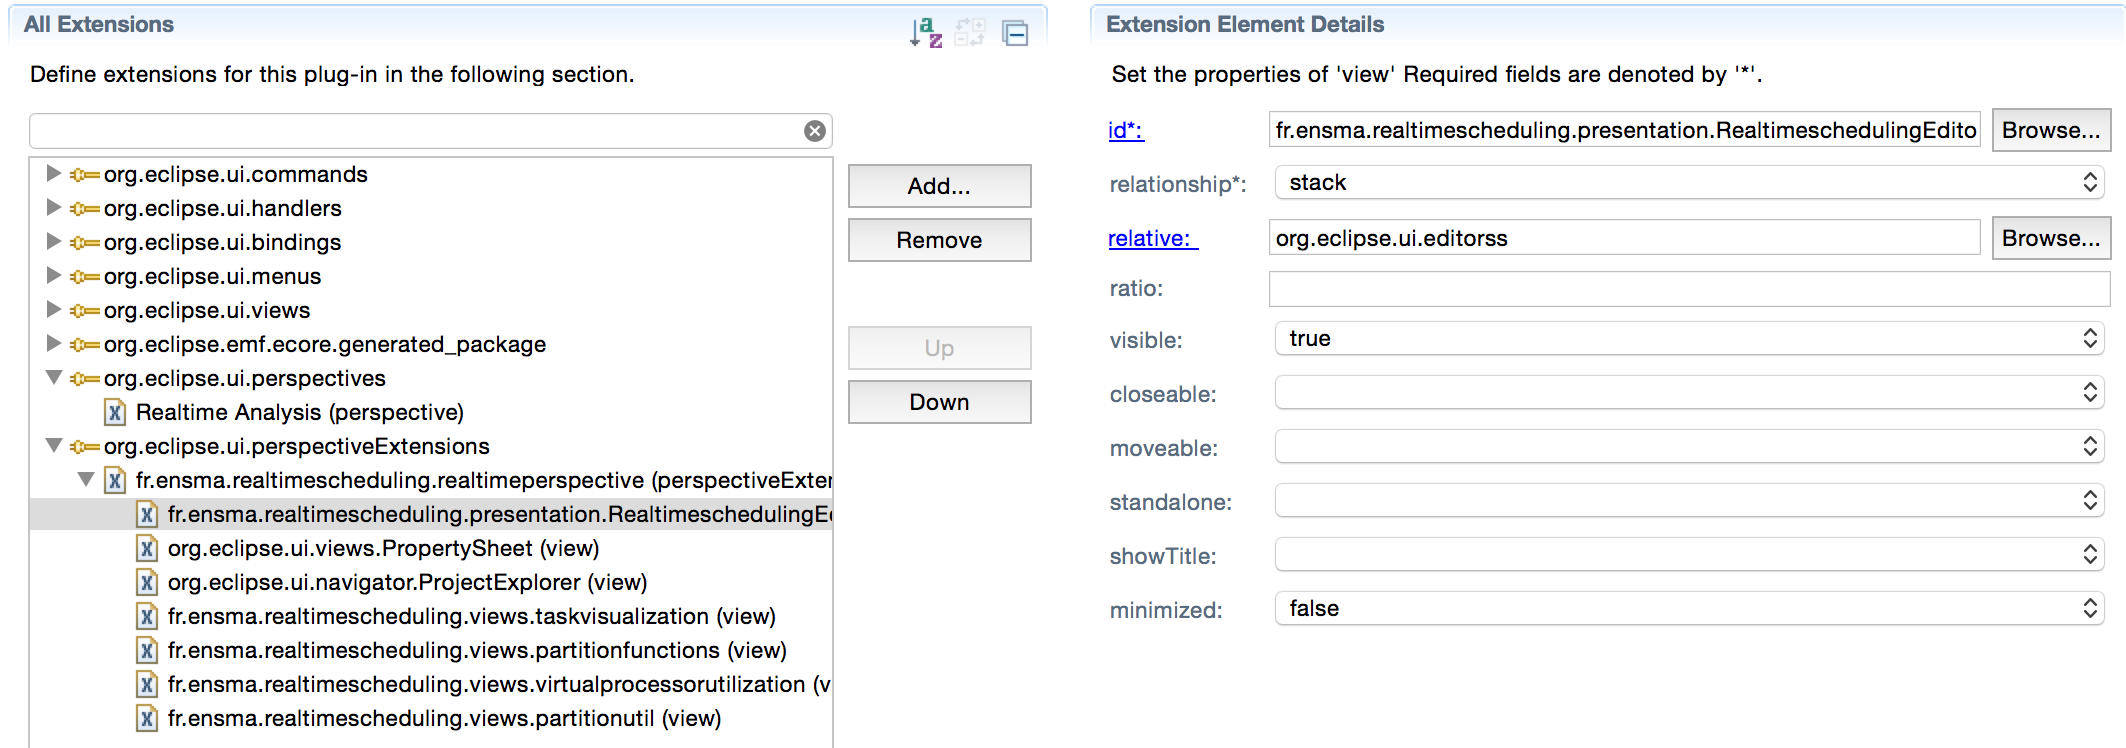 All Extensions
Define extensions for this plug-in in the following section.
org.eclipse.ui.commands
org.eclipse.ui.handlers
org.eclipse.ui.bindings
org.eclipse.ui.menus
org.eclipse.ui.views
org.eclipse.emf.ecore.generated_package
org.eclipse.ui.perspectives
Realtime Analysis (perspective)
org.eclipse.ui.perspectiveExtensions
fr.ensma.realtimescheduling.realtimeperspective (perspectiveExter
fr.ensma.realtimescheduling.presentation.RealtimeschedulingEd
org.eclipse.ui.views.PropertySheet (view)
org.eclipse.ui.navigator.ProjectExplorer (view)
fr.ensma.realtimescheduling.views.taskvisualization (view)
fr.ensma.realtimescheduling.views.partitionfunctions (view)
fr.ensma.realtimescheduling.views.virtualprocessorutilization (v
fr.ensma.realtimescheduling.views.partitionutil (view)
Add...
Remove
Up
Down
Extension Element Details
Set the properties of 'view' Required fields are denoted by '*'.
id*: fr.ensma.realtimescheduling.presentation.RealtimeschedulingEdito Browse...
relationship*: stack
relative: org.eclipse.ui.editorss Browse...
ratio:
visible: true
closeable:
moveable:
standalone:
showTitle:
minimized: false